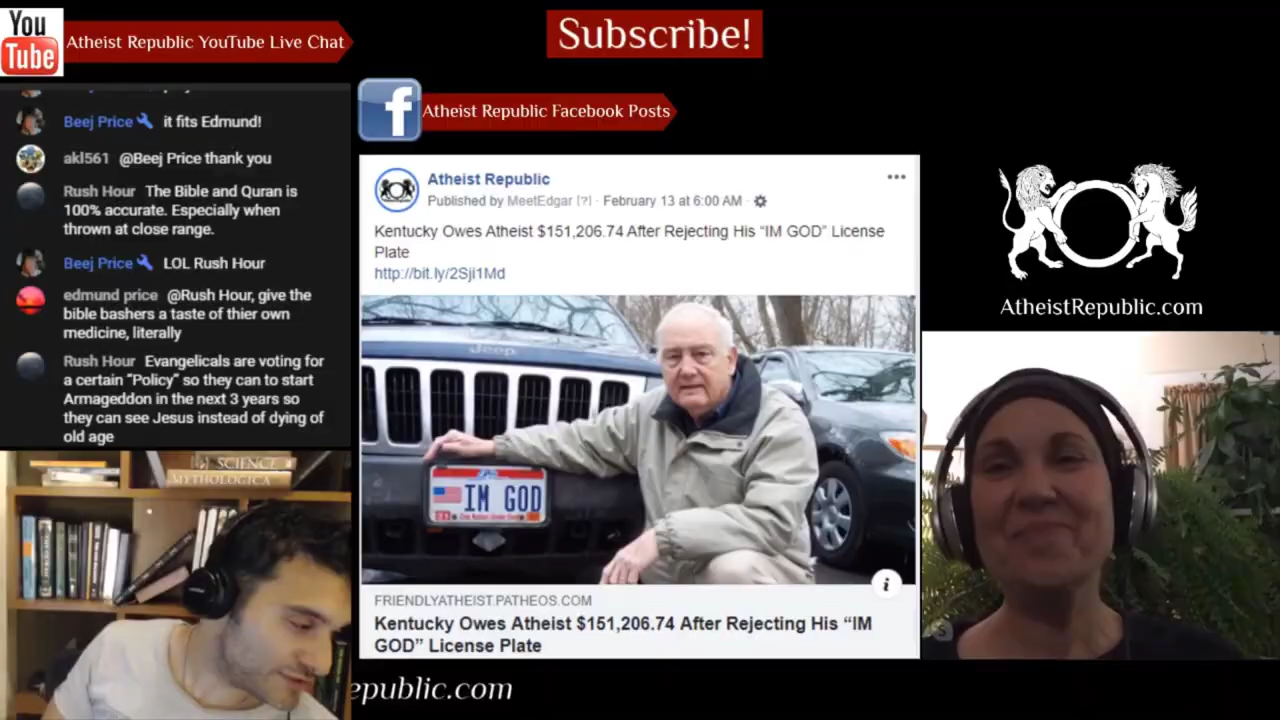 You
Tube
Atheist Republic YouTube Live Chat
Subscribe!
Atheist Republic Facebook Posts
Beej Price it fits Edmund!
akl561 @Beej Price thank you
Rush Hour The Bible and Quran is
100% accurate. Especially when
thrown at close range.
Beej Price LOL Rush Hour
edmund price @Rush Hour, give the
bible bashers a taste of thier own
medicine, literally
Rush Hour Evangelicals are voting for
a certain "Policy" so they can to start
Armageddon in the next 3 years so
they can see Jesus instead of dying of
old age
Atheist Republic
Published by MeetEdgar [?] · February 13 at 6:00 AM ·
Kentucky Owes Atheist $151,206.74 After Rejecting His “IM GOD” License
Plate
http://bit.ly/2Sji1Md
Jeep
IM GOD
FRIENDLYATHEIST.PATHEOS.COM
Kentucky Owes Atheist $151,206.74 After Rejecting His “IM
GOD” License Plate
AtheistRepublic.com
SCIENCE
MYTHOLOGICA
epublic.com